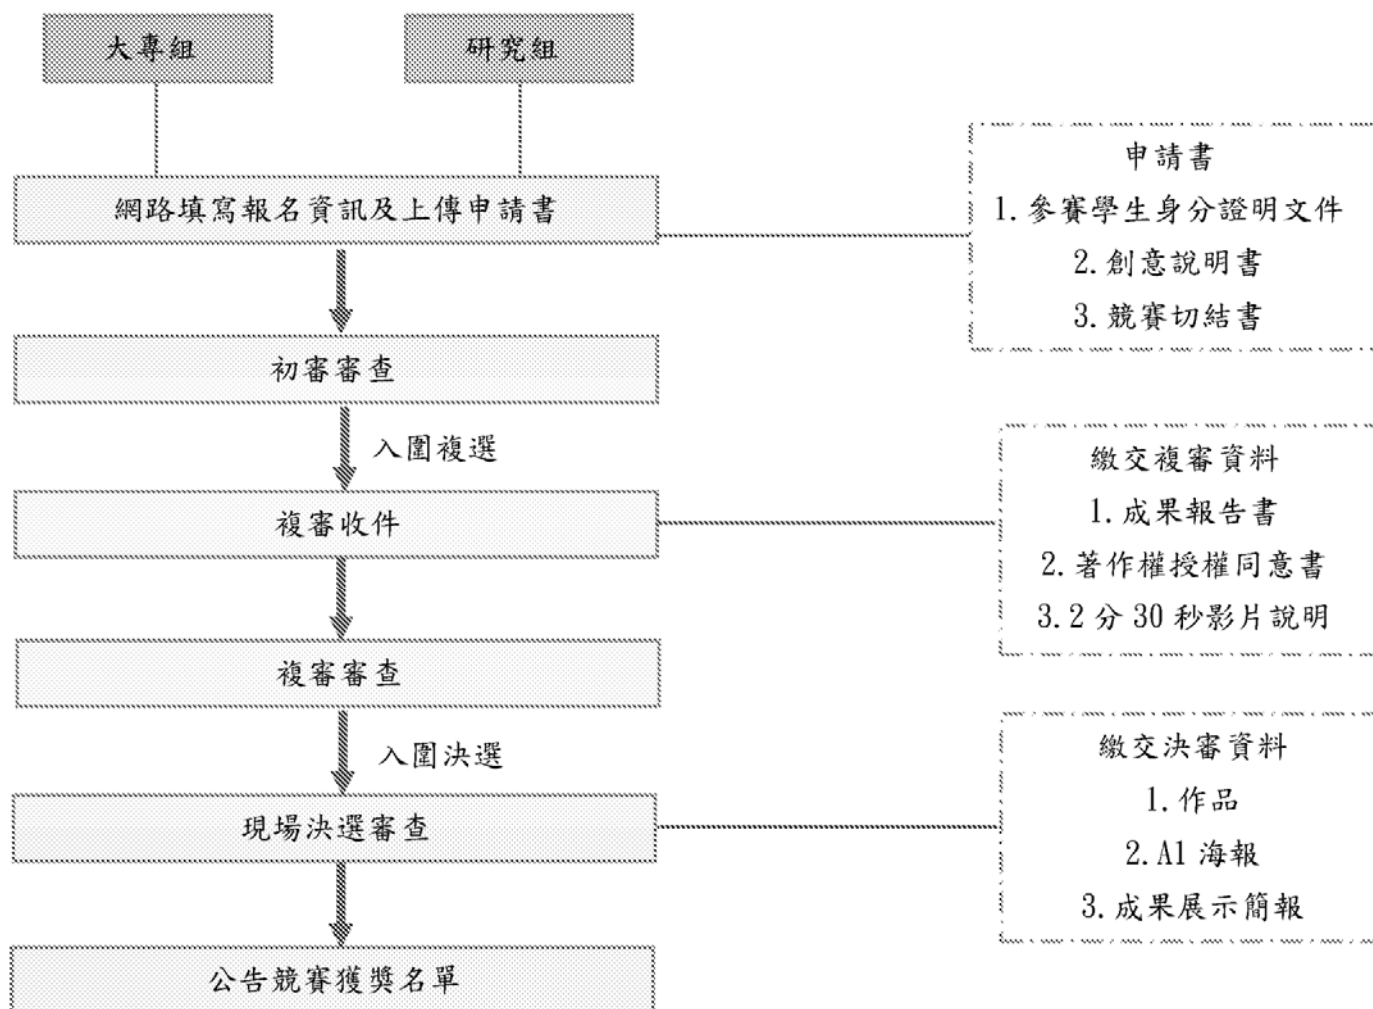 大專組
研究組
網路填寫報名資訊及上傳申請書
申請書
1.參賽學生身分證明文件
2.創意說明書
3.競賽切結書
初審審查
入圍複選
複審收件
繳交複審資料
1.成果報告書
2.著作權授權同意書
3.2分30秒影片說明
複審審查
入圍決選
現場決選審查
繳交決審資料
1.作品
2.A1海報
3.成果展示簡報
公告競賽獲獎名單